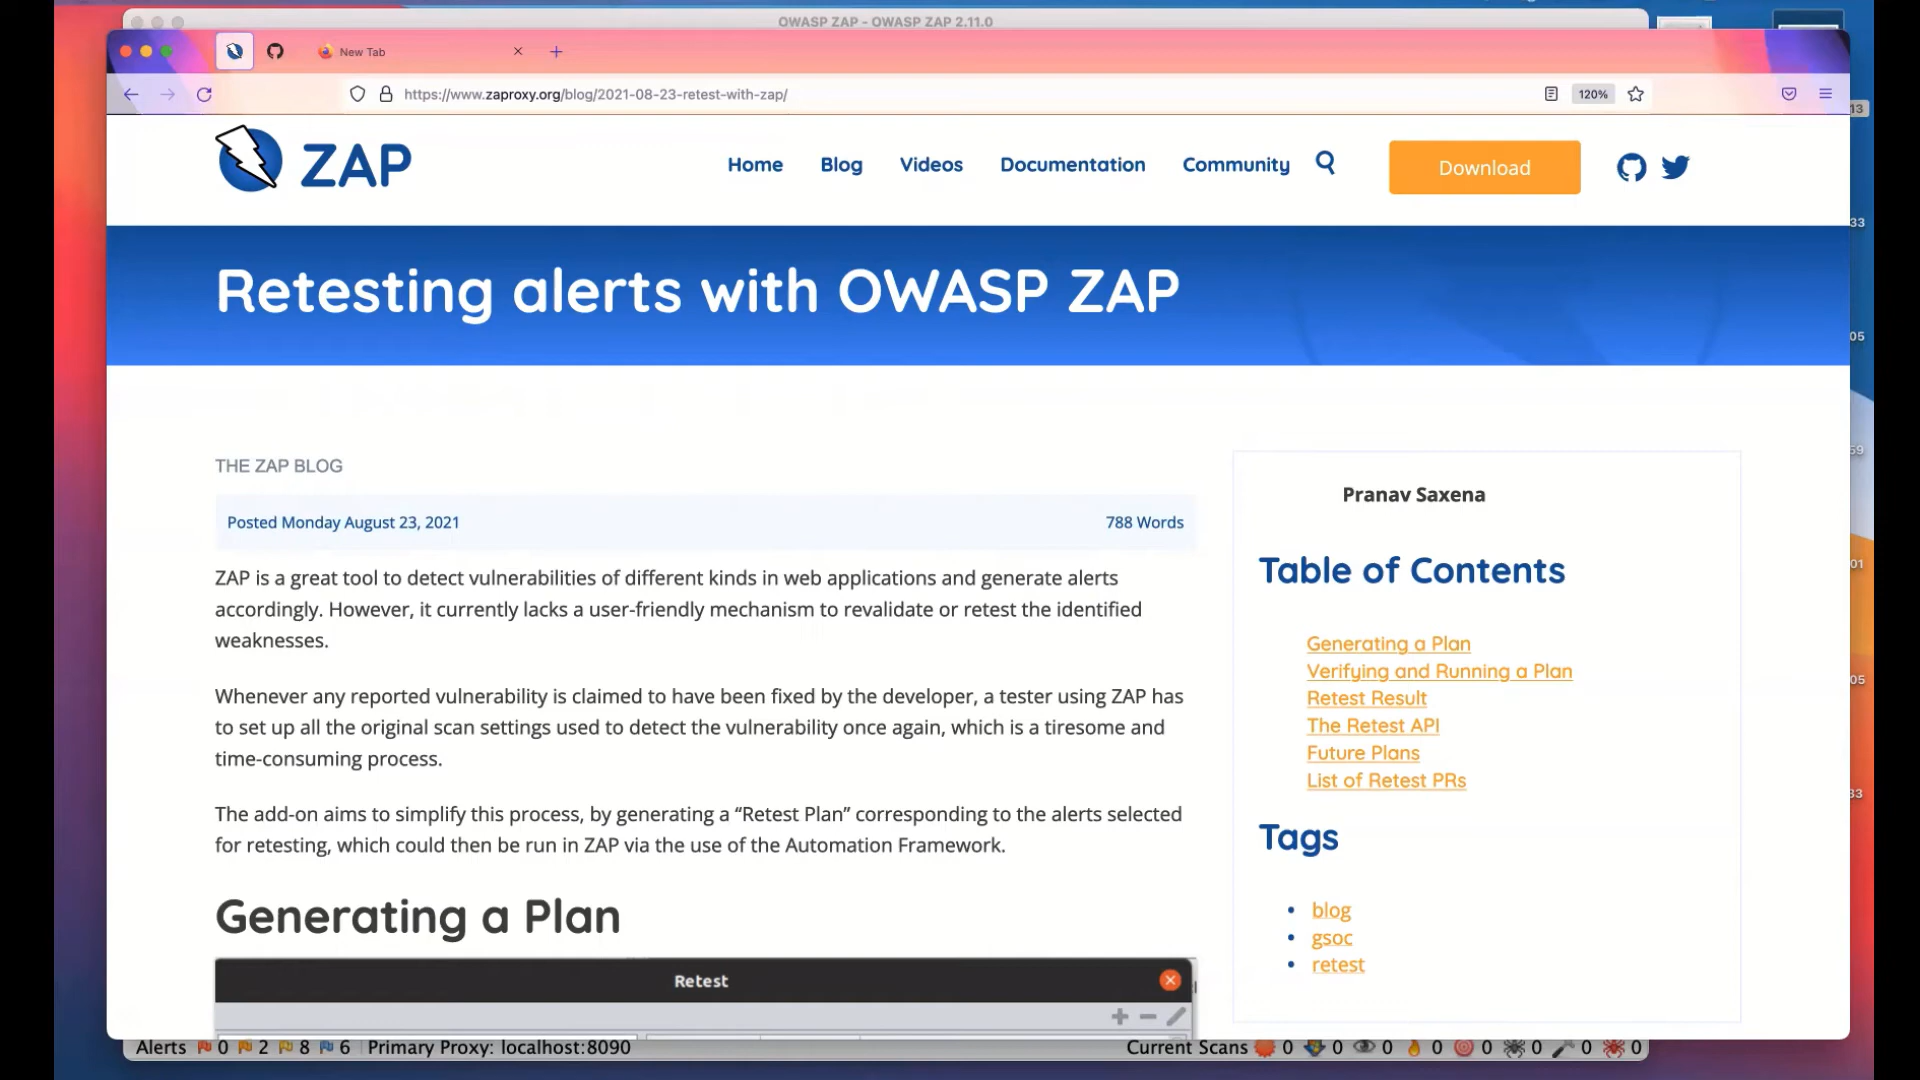 OWASP ZAP - OWASP ZAP 2.11.0
New Tab
https://www.zaproxy.org/blog/2021-08-23-retest-with-zap/
120%
13
ZAP
Home Blog Videos Documentation Community
Download
33
Retesting alerts with OWASP ZAP
05
THE ZAP BLOG
59
Pranav Saxena
Posted Monday August 23, 2021
788 Words
Table of Contents
01
ZAP is a great tool to detect vulnerabilities of different kinds in web applications and generate alerts
accordingly. However, it currently lacks a user-friendly mechanism to revalidate or retest the identified
weaknesses.
Generating a Plan
Verifying and Running a Plan
05
Retest Result
The Retest API
Future Plans
List of Retest PRs
33
Whenever any reported vulnerability is claimed to have been fixed by the developer, a tester using ZAP has
to set up all the original scan settings used to detect the vulnerability once again, which is a tiresome and
time-consuming process.
The add-on aims to simplify this process, by generating a “Retest Plan” corresponding to the alerts selected
for retesting, which could then be run in ZAP via the use of the Automation Framework.
Tags
blog
gsoc
retest
Generating a Plan
Retest
Alerts 0 2 8 6 Primary Proxy: localhost:8090
Current Scans 0 0 0 0 0 0 0 0